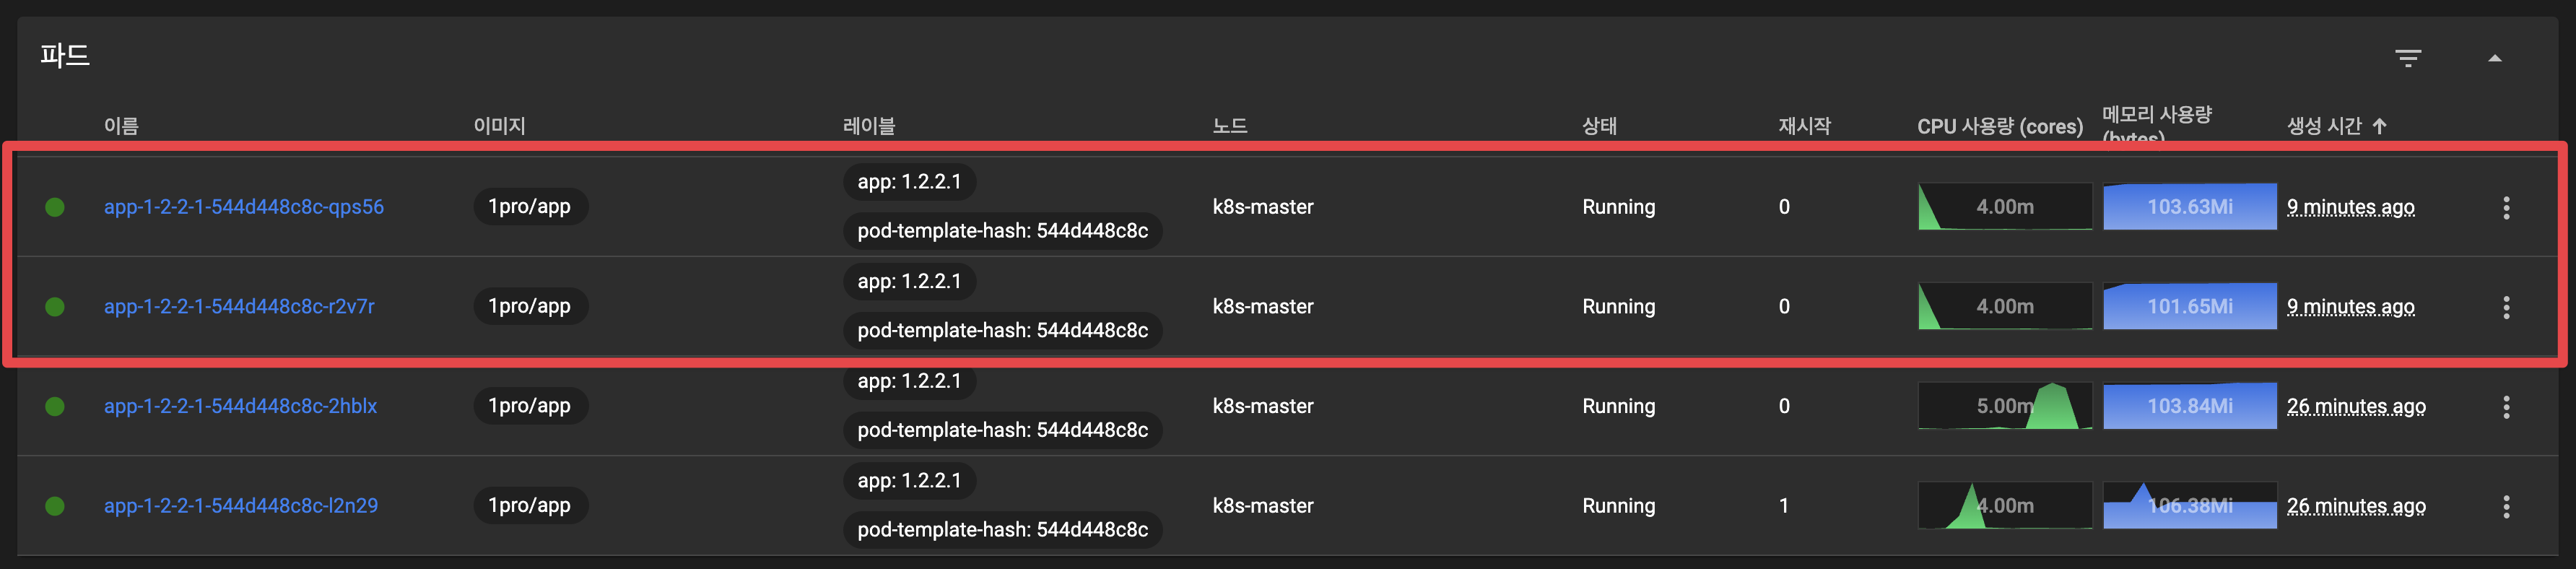 파드
이름 이미지 레이블 노드 상태 재시작 CPU 사용량 (cores) 메모리 사용량 (bytes) 생성 시간
app-1-2-2-1-544d448c8c-qps56 1pro/app app: 1.2.2.1 pod-template-hash: 544d448c8c k8s-master Running 0 4.00m 103.63Mi 9 minutes ago
app-1-2-2-1-544d448c8c-r2v7r 1pro/app app: 1.2.2.1 pod-template-hash: 544d448c8c k8s-master Running 0 4.00m 101.65Mi 9 minutes ago
app-1-2-2-1-544d448c8c-2hblx 1pro/app app: 1.2.2.1 pod-template-hash: 544d448c8c k8s-master Running 0 5.00m 103.84Mi 26 minutes ago
app-1-2-2-1-544d448c8c-l2n29 1pro/app app: 1.2.2.1 pod-template-hash: 544d448c8c k8s-master Running 1 4.00m 106.38Mi 26 minutes ago